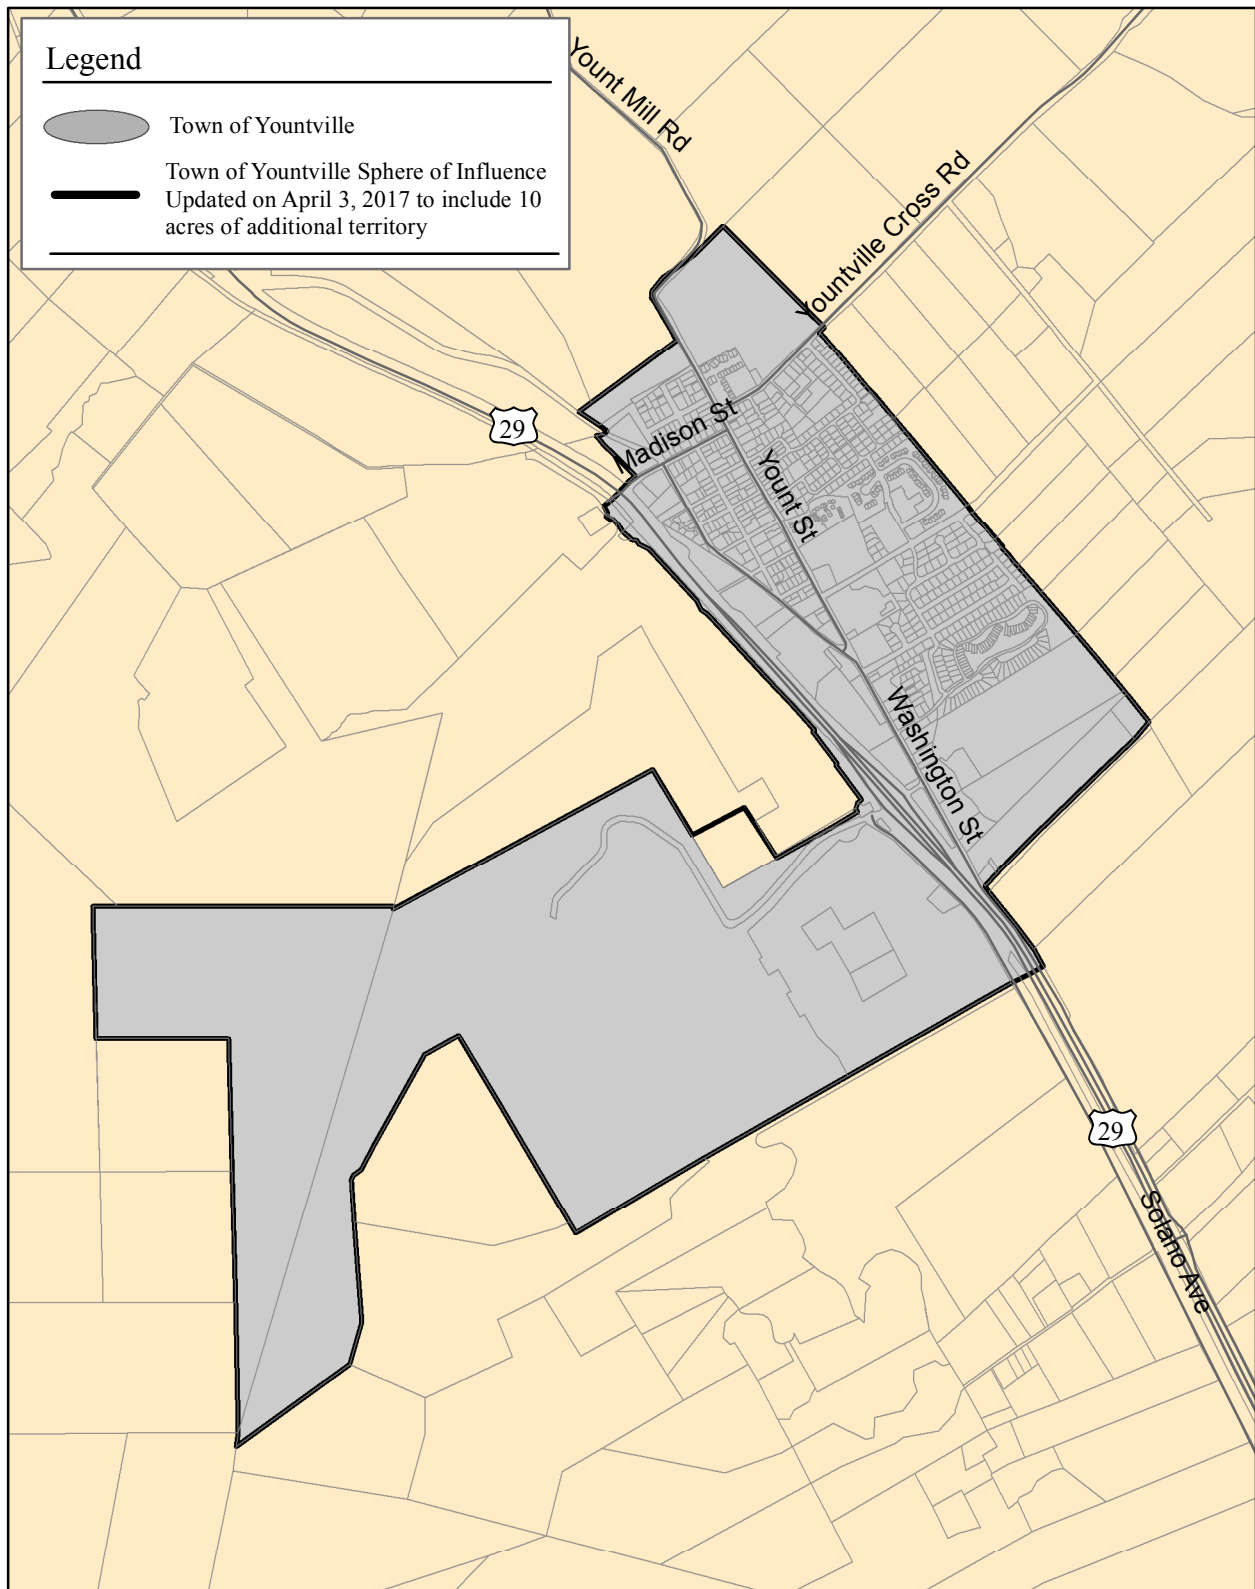 Legend
Town of Yountville
Town of Yountville Sphere of Influence
Updated on April 3, 2017 to include 10
acres of additional territory
Yount Mill Rd
Yountville Cross Rd
29
Madison St
Yount St
Washington St
29
Solano Ave